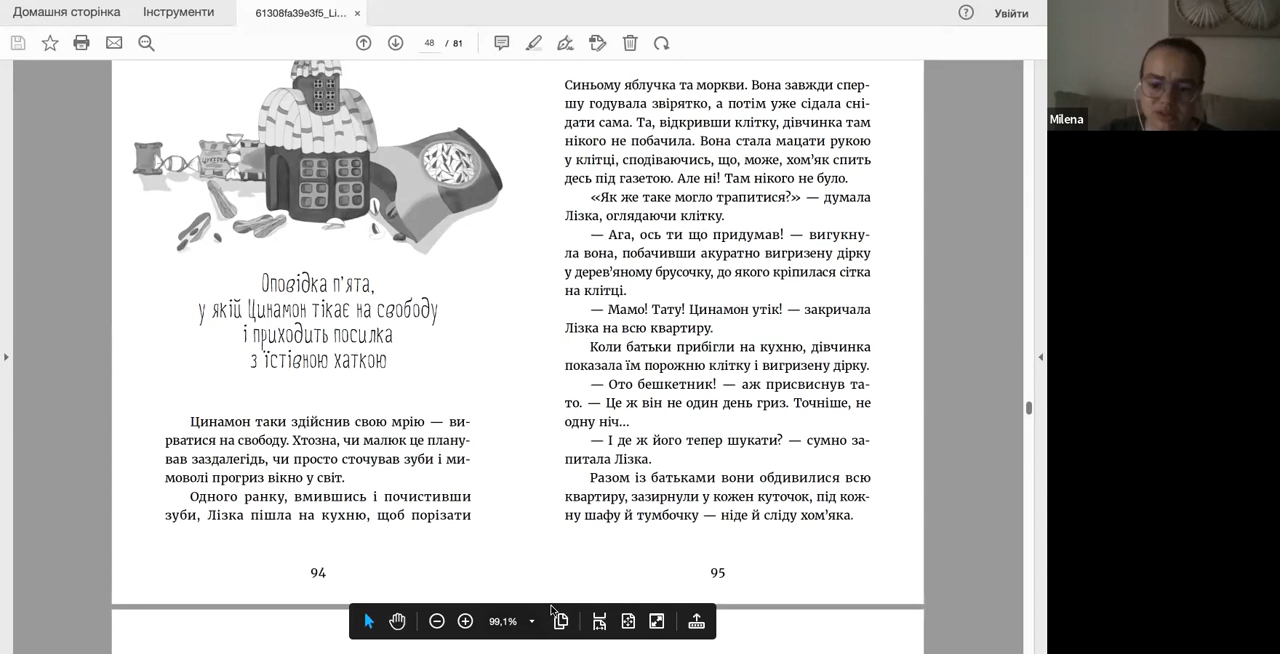 Домашня сторінка
Інструменти
61308fa39e3f5_Li...
×
Увійти
48 / 81
Milena
ЦУКЕРКА
Оповідка п'ята,
у якій Цинамон тікає на свободу
і приходить посилка
з їстівною хаткою
Цинамон таки здійснив свою мрію — ви-
рватися на свободу. Хтозна, чи малюк це плану-
вав заздалегідь, чи просто сточував зуби і ми-
моволі прогриз вікно у світ.
Одного ранку, вмившись і почистивши
зуби, Лізка пішла на кухню, щоб порізати
94
Синьому яблучка та моркви. Вона завжди спер-
шу годувала звірятко, а потім уже сідала сні-
дати сама. Та, відкривши клітку, дівчинка там
нікого не побачила. Вона стала мацати рукою
у клітці, сподіваючись, що, може, хом'як спить
десь під газетою. Але ні! Там нікого не було.
«Як же таке могло трапитися?» — думала
Лізка, оглядаючи клітку.
— Ага, ось ти що придумав! — вигукну-
ла вона, побачивши акуратно вигризену дірку
у дерев'яному брусочку, до якого кріпилася сітка
на клітці.
— Мамо! Тату! Цинамон утік! — закричала
Лізка на всю квартиру.
Коли батьки прибігли на кухню, дівчинка
показала їм порожню клітку і вигризену дірку.
— Ото бешкетник! — аж присвиснув та-
то. — Це ж він не один день гриз. Точніше, не
одну ніч...
— І де ж його тепер шукати? — сумно за-
питала Лізка.
Разом із батьками вони обдивилися всю
квартиру, зазирнули у кожен куточок, під кож-
ну шафу й тумбочку — ніде й сліду хом'яка.
95
99,1%